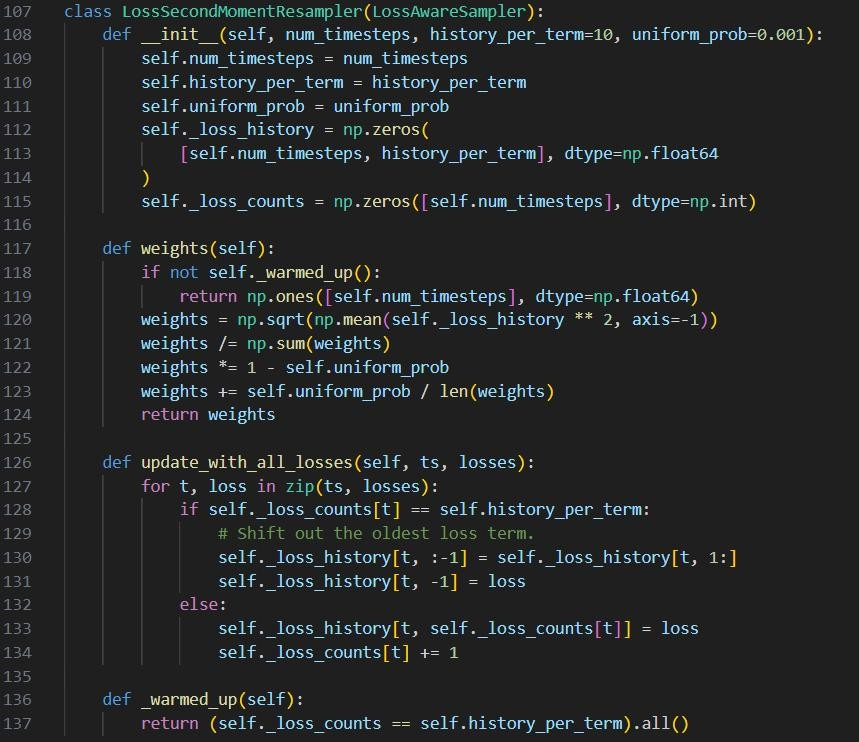 107 class LossSecondMomentResampler(LossAwareSampler):
108     def __init__(self, num_timesteps, history_per_term=10, uniform_prob=0.001):
109         self.num_timesteps = num_timesteps
110         self.history_per_term = history_per_term
111         self.uniform_prob = uniform_prob
112         self._loss_history = np.zeros(
113             [self.num_timesteps, history_per_term], dtype=np.float64
114         )
115         self._loss_counts = np.zeros([self.num_timesteps], dtype=np.int)
116
117     def weights(self):
118         if not self._warmed_up():
119             return np.ones([self.num_timesteps], dtype=np.float64)
120         weights = np.sqrt(np.mean(self._loss_history ** 2, axis=-1))
121         weights /= np.sum(weights)
122         weights *= 1 - self.uniform_prob
123         weights += self.uniform_prob / len(weights)
124         return weights
125
126     def update_with_all_losses(self, ts, losses):
127         for t, loss in zip(ts, losses):
128             if self._loss_counts[t] == self.history_per_term:
129                 # Shift out the oldest loss term.
130                 self._loss_history[t, :-1] = self._loss_history[t, 1:]
131                 self._loss_history[t, -1] = loss
132             else:
133                 self._loss_history[t, self._loss_counts[t]] = loss
134                 self._loss_counts[t] += 1
135
136     def _warmed_up(self):
137         return (self._loss_counts == self.history_per_term).all()